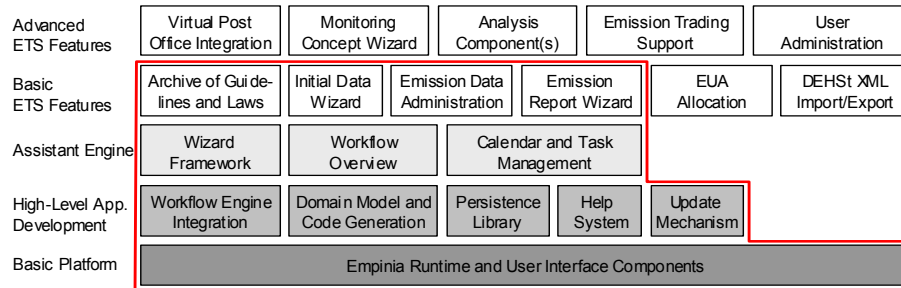 Advanced
ETS Features
Virtual Post
Office Integration
Monitoring
Concept Wizard
Analysis
Component(s)
Emission Trading
Support
User
Administration
Basic
ETS Features
Archive of Guide-
lines and Laws
Initial Data
Wizard
Emission Data
Administration
Emission
Report Wizard
EUA
Allocation
DEHSt XML
Import/Export
Assistant Engine
Wizard
Framework
Workflow
Overview
Calendar and Task
Management
High-Level App.
Development
Workflow Engine
Integration
Domain Model and
Code Generation
Persistence
Library
Help
System
Update
Mechanism
Basic Platform
Empinia Runtime and User Interface Components